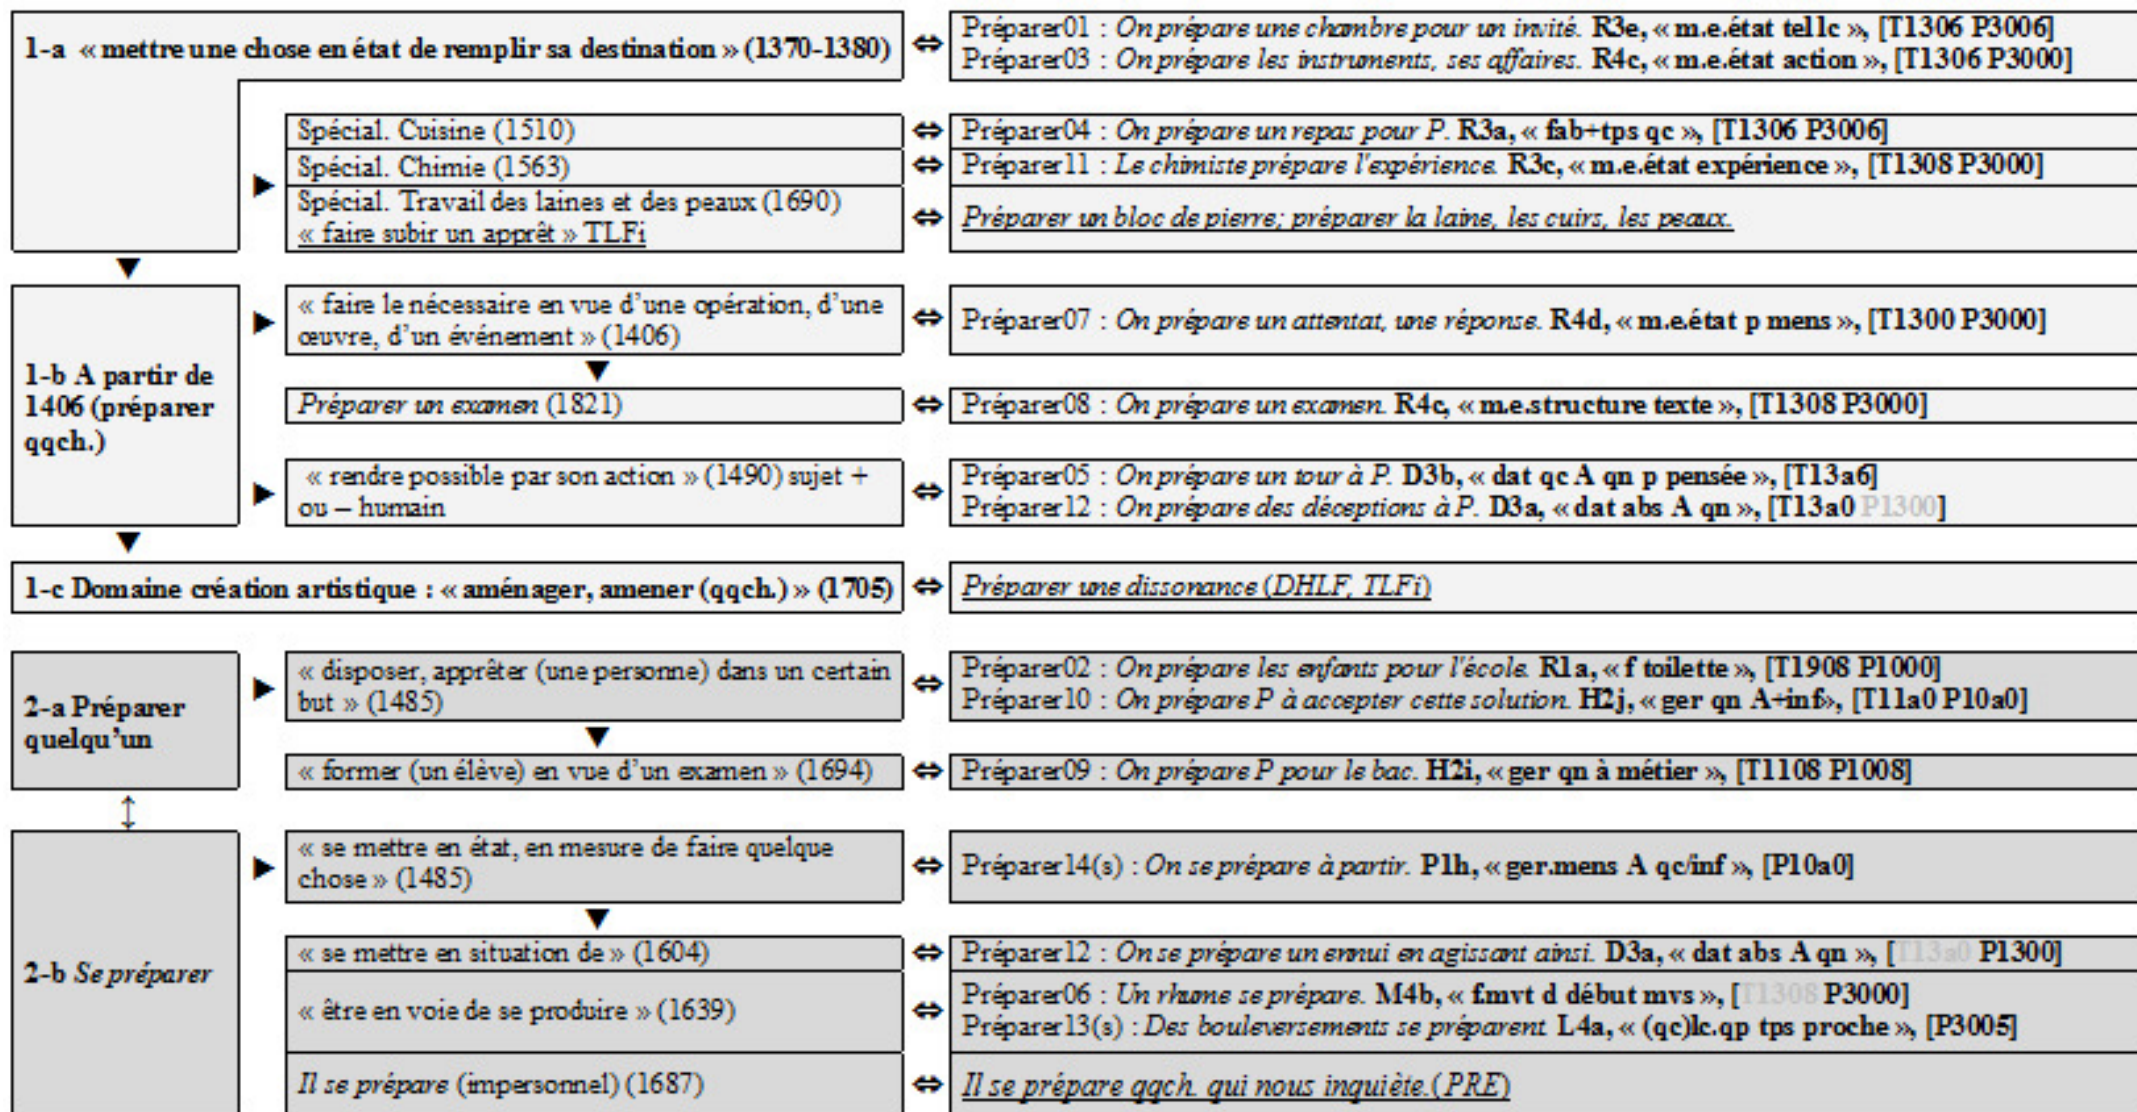 1-a « mettre une chose en état de remplir sa destination » (1370-1380)
⇔
Préparer01 : On prépare une chambre pour un invité. R3e, « m.e.état tel lc », [T1306 P3006]
Préparer03 : On prépare les instruments, ses affaires. R4c, « m.e.état action », [T1306 P3000]
Spécial. Cuisine (1510)
⇔
Préparer04 : On prépare un repas pour P. R3a, « fab+tps qc », [T1306 P3006]
Spécial. Chimie (1563)
⇔
Préparer11 : Le chimiste prépare l'expérience. R3c, « m.e.état expérience », [T1308 P3000]
Spécial. Travail des laines et des peaux (1690)
« faire subir un apprêt » TLFi
⇔
Préparer un bloc de pierre; préparer la laine, les cuirs, les peaux.
1-b A partir de
1406 (préparer
qqch.)
« faire le nécessaire en vue d’une opération, d’une
œuvre, d’un événement » (1406)
⇔
Préparer07 : On prépare un attentat, une réponse. R4d, « m.e.état p mens », [T1300 P3000]
Préparer un examen (1821)
⇔
Préparer08 : On prépare un examen. R4c, « m.e.structure texte », [T1308 P3000]
« rendre possible par son action » (1490) sujet +
ou – humain
⇔
Préparer05 : On prépare un tour à P. D3b, « dat qc A qn p pensée », [T13a6]
Préparer12 : On prépare des déceptions à P. D3a, « dat abs A qn », [T13a0 P1300]
1-c Domaine création artistique : « aménager, amener (qqch.) » (1705)
⇔
Préparer une dissonance (DHLF, TLFi)
2-a Préparer
quelqu’un
« disposer, apprêter (une personne) dans un certain
but » (1485)
⇔
Préparer02 : On prépare les enfants pour l'école. R1a, « f toilette », [T1908 P1000]
Préparer10 : On prépare P à accepter cette solution. H2j, « ger qn A+inf», [T11a0 P10a0]
« former (un élève) en vue d’un examen » (1694)
⇔
Préparer09 : On prépare P pour le bac. H2i, « ger qn à métier », [T1108 P1008]
2-b Se préparer
« se mettre en état, en mesure de faire quelque
chose » (1485)
⇔
Préparer14(s) : On se prépare à partir. P1h, « ger.mens A qc/inf », [P10a0]
« se mettre en situation de » (1604)
⇔
Préparer12 : On se prépare un ennui en agissant ainsi. D3a, « dat abs A qn », [T13a0 P1300]
« être en voie de se produire » (1639)
⇔
Préparer06 : Un rhume se prépare. M4b, « f.mvt d début mvs », [T1308 P3000]
Préparer13(s) : Des bouleversements se préparent. L4a, « (qc)lc.qp tps proche », [P3005]
Il se prépare (impersonnel) (1687)
⇔
Il se prépare qqch. qui nous inquiète.(PRE)